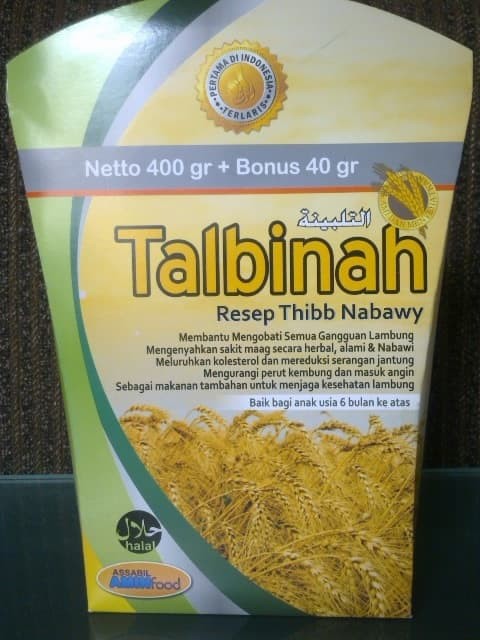 PERTAMA DI INDONESIA
TERLARIS
Netto 400 gr + Bonus 40 gr
التلبينة
Talbinah
Resep Thibb Nabawy
Membantu Mengobati Semua Gangguan Lambung
Mengenyahkan sakit maag secara herbal, alami & Nabawi
Meluruhkan kolesterol dan mereduksi serangan jantung
Mengurangi perut kembung dan masuk angin
Sebagai makanan tambahan untuk menjaga kesehatan lambung
Baik bagi anak usia 6 bulan ke atas
حلال
halal
ASSABIL
AMMfood